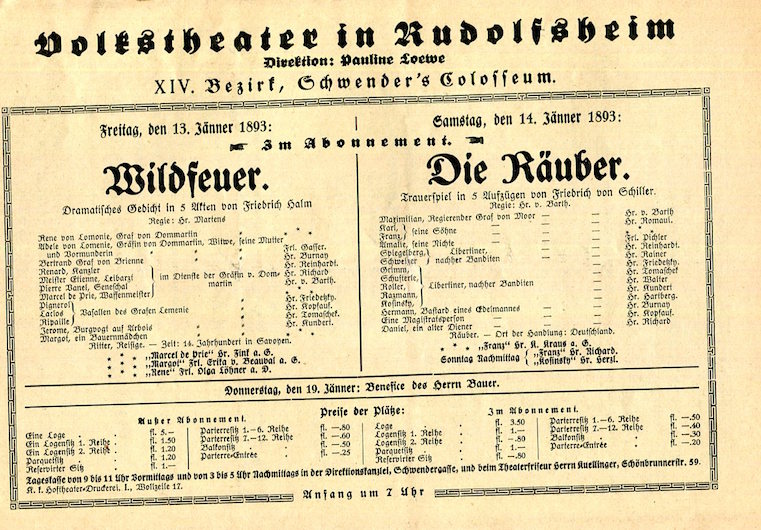 Volkstheater in Rudolfsheim
Direktion: Pauline Loewe
XIV. Bezirk, Schwender's Colosseum.
Freitag, den 13. Jänner 1893:
Samstag, den 14. Jänner 1893:
Im Abonnement.
Wildfeuer.
Dramatisches Gedicht in 5 Akten von Friedrich Halm
Regie: Hr. Martens
Rene von Lomenie, Graf von Dommartin * * *
Adele von Lomenie, Gräfin von Dommartin, Witwe, seine Mutter Frl. Gasser.
und Vormunderin Hr. Burnay
Bertrand Graf von Brienne Hr. Reinhardi.
Renard, Kanzler Hr. Richard
Meister Etienne, Leibarzt im Dienste der Gräfin v. Dom- Hr. v. Barth.
Pierre Vanel, Seneschal martin
Marcel de Prie, Waffenmeister * * *
Pignerol Hr. Friedetzky.
Laclos Vasallen des Grafen Lemenie Hr. Kopfauf.
Ripaille Hr. Tomaschek.
Jerome, Burgvogt auf Arbois Hr. Kundert.
Margot, ein Bauernmädchen * * *
Ritter, Reisige. — Zeit: 14. Jahrhundert in Savoyen.
* * * „Marcel de Prie“ Hr. Fink a. G.
* * * „Margot“ Frl. Erika v. Beauval a. G.
* * * „Rene“ Frl. Olga Löhner a. D.
Die Räuber.
Trauerspiel in 5 Aufzügen von Friedrich von Schiller.
Regie: Hr. v. Barth.
Maximilian, Regierender Graf von Moor — — Hr. v. Barth
Karl, Hr. Romaul.
Franz, seine Söhne — — * * *
Amalie, seine Nichte — — Frl. Pichler
Spiegelberg, Libertiner, — — Hr. Reinhardi.
Schweizer nachher Banditen — — Hr. Rainer
Grimm, Hr. Friedetzky
Schufterle, Hr. Tomaschek
Roller, Libertiner, nachher Banditen Hr. Walter
Razmann, Hr. Kundert
Kosinsky, Hr. Hartberg.
Hermann, Bastard eines Edelmannes — Hr. Burnay
Eine Magistratsperson — — Hr. Kopfauf.
Daniel, ein alter Diener — — Hr. Richard
Räuber. — Ort der Handlung: Deutschland.
* * * „Franz“ Hr. K. Kraus a. G.
Sonntag Nachmittag „Franz“ Hr. Richard.
„Kosinsky“ Hr. Herzl.
Donnerstag, den 19. Jänner: Benefice des Herrn Bauer.
Preise der Plätze:
Außer Abonnement.
Eine Loge fl. 5.—
Ein Logensitz 1. Reihe fl. 1.50
Ein Logensitz 2. Reihe fl. 1.20
Parquetsitz fl. 1.20
Reservirter Sitz fl. 1.—
Parterresitz 1.—6. Reihe fl. —.80
Parterresitz 7.—12. Reihe fl. —.60
Balkonsitz fl. —.50
Parterre-Entrée fl. —.25
Im Abonnement.
Loge fl. 3.50
Logensitz 1. Reihe fl. 1.—
Logensitz 2. Reihe fl. —.80
Parquetsitz fl. 1.—
Reservirter Sitz fl. —.80
Parterresitz 1.—6. Reihe fl. —.50
Parterresitz 7.—12. Reihe fl. —.40
Balkonsitz fl. —.30
Parterre-Entrée fl. —.20
Tageskasse von 9 bis 11 Uhr Vormittags und von 3 bis 5 Uhr Nachmittags in der Direktionskanzlei, Schwendergasse, und beim Theaterfriseur Herrn Kuellinger, Schönbrunnerstr. 59.
K. k. Hoftheater-Druckerei. I., Wollzeile 17.
Anfang um 7 Uhr